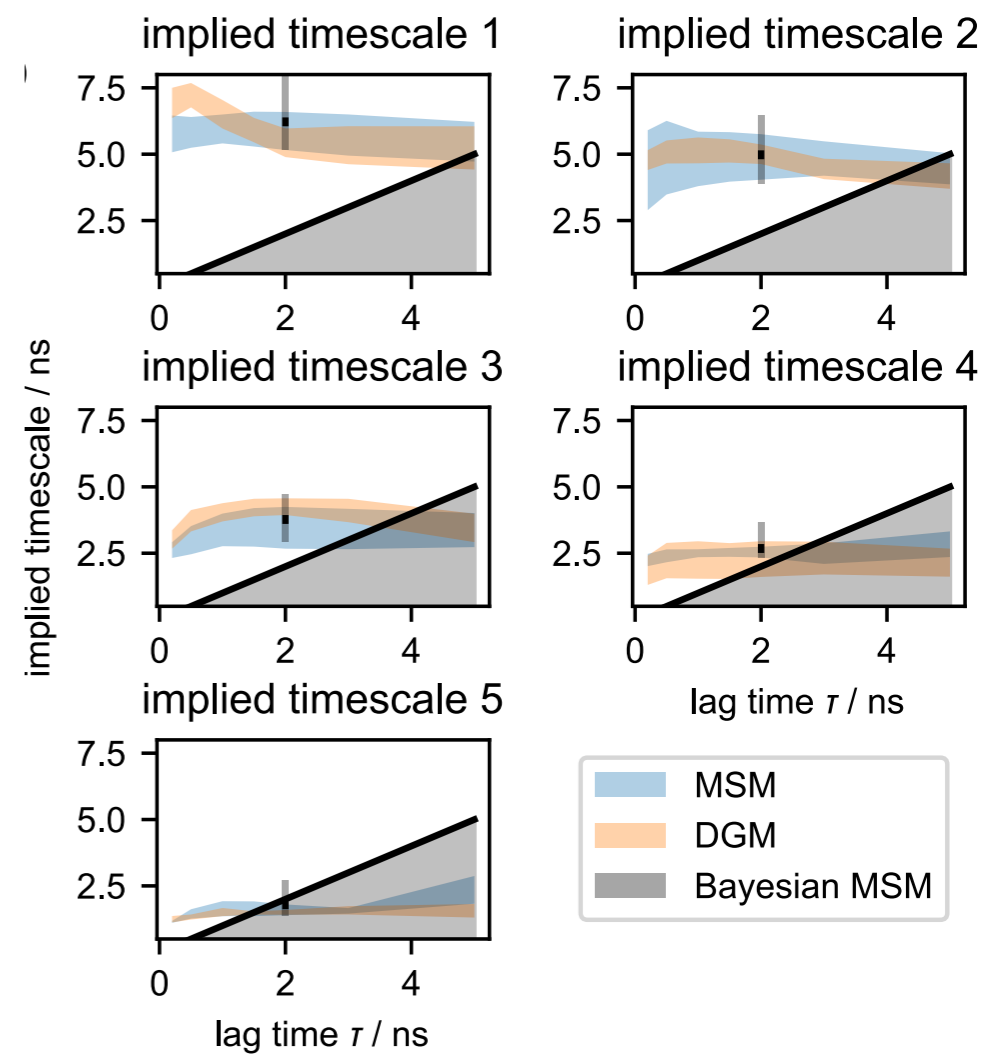 implied timescale 1
implied timescale 2
)
7.5
5.0
2.5
0 2 4
7.5
5.0
2.5
0 2 4
implied timescale / ns
implied timescale 3
implied timescale 4
7.5
5.0
2.5
0 2 4
7.5
5.0
2.5
0 2 4
lag time τ / ns
implied timescale 5
7.5
5.0
2.5
0 2 4
lag time τ / ns
MSM
DGM
Bayesian MSM